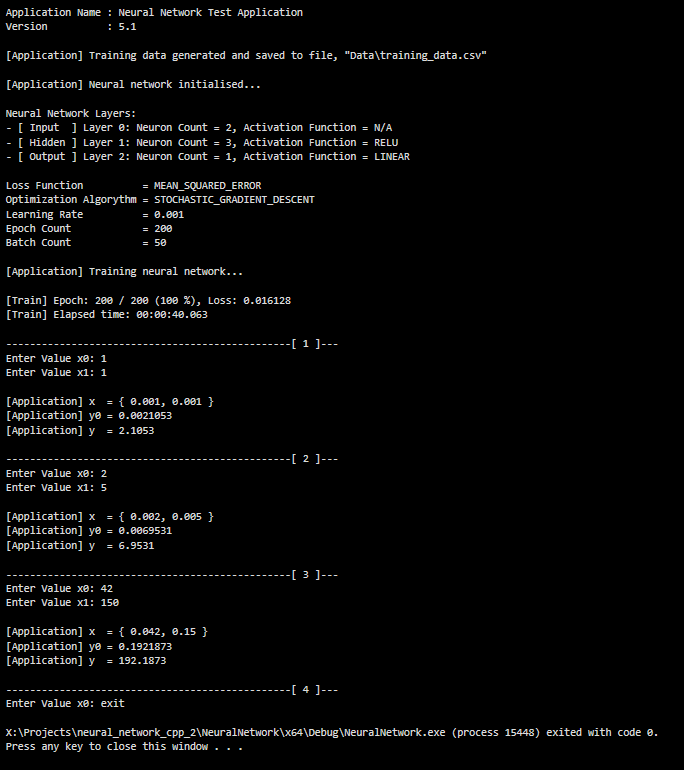 Application Name : Neural Network Test Application
Version          : 5.1
[Application] Training data generated and saved to file, "Data\training_data.csv"
[Application] Neural network initialised...
Neural Network Layers:
- [ Input  ] Layer 0: Neuron Count = 2, Activation Function = N/A
- [ Hidden ] Layer 1: Neuron Count = 3, Activation Function = RELU
- [ Output ] Layer 2: Neuron Count = 1, Activation Function = LINEAR
Loss Function          = MEAN_SQUARED_ERROR
Optimization Algorythm = STOCHASTIC_GRADIENT_DESCENT
Learning Rate          = 0.001
Epoch Count            = 200
Batch Count            = 50
[Application] Training neural network...
[Train] Epoch: 200 / 200 (100 %), Loss: 0.016128
[Train] Elapsed time: 00:00:40.063
------------------------------------------------[ 1 ]---
Enter Value x0: 1
Enter Value x1: 1
[Application] x  = { 0.001, 0.001 }
[Application] y0 = 0.0021053
[Application] y  = 2.1053
------------------------------------------------[ 2 ]---
Enter Value x0: 2
Enter Value x1: 5
[Application] x  = { 0.002, 0.005 }
[Application] y0 = 0.0069531
[Application] y  = 6.9531
------------------------------------------------[ 3 ]---
Enter Value x0: 42
Enter Value x1: 150
[Application] x  = { 0.042, 0.15 }
[Application] y0 = 0.1921873
[Application] y  = 192.1873
------------------------------------------------[ 4 ]---
Enter Value x0: exit
X:\Projects\neural_network_cpp_2\NeuralNetwork\x64\Debug\NeuralNetwork.exe (process 15448) exited with code 0.
Press any key to close this window . . .